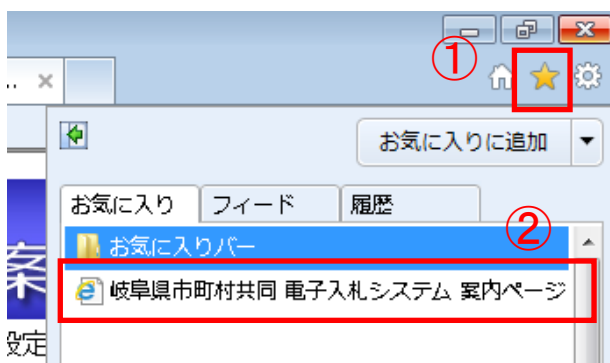 ①
.. ×
お気に入りに追加
お気に入り フィード 履歴
②
お気に入りバー
案
岐阜県市町村共同 電子入札システム 案内ページ
設定